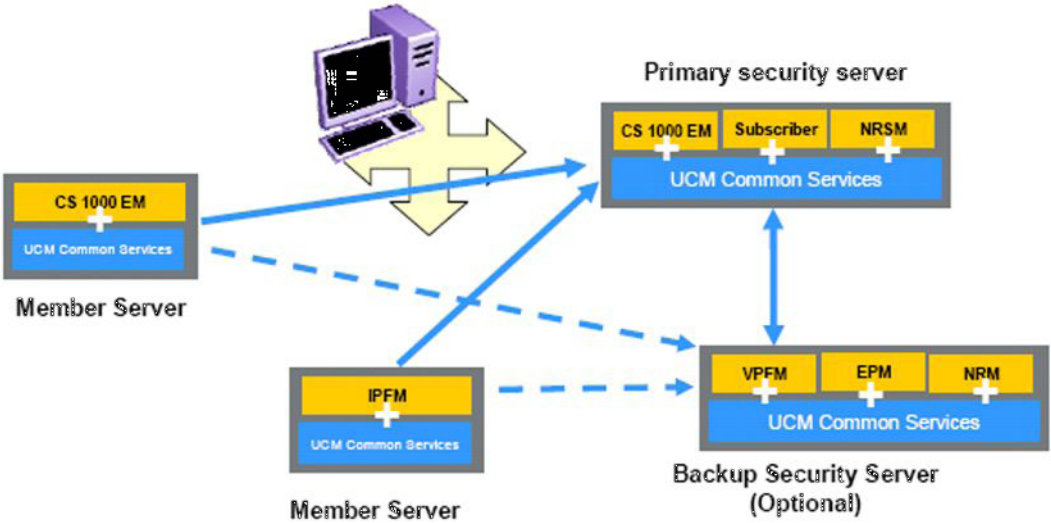 Primary security server
CS 1000 EM
Subscriber
NRSM
UCM Common Services
CS 1000 EM
UCM Common Services
Member Server
IPFM
UCM Common Services
Member Server
VPFM
EPM
NRM
UCM Common Services
Backup Security Server
(Optional)